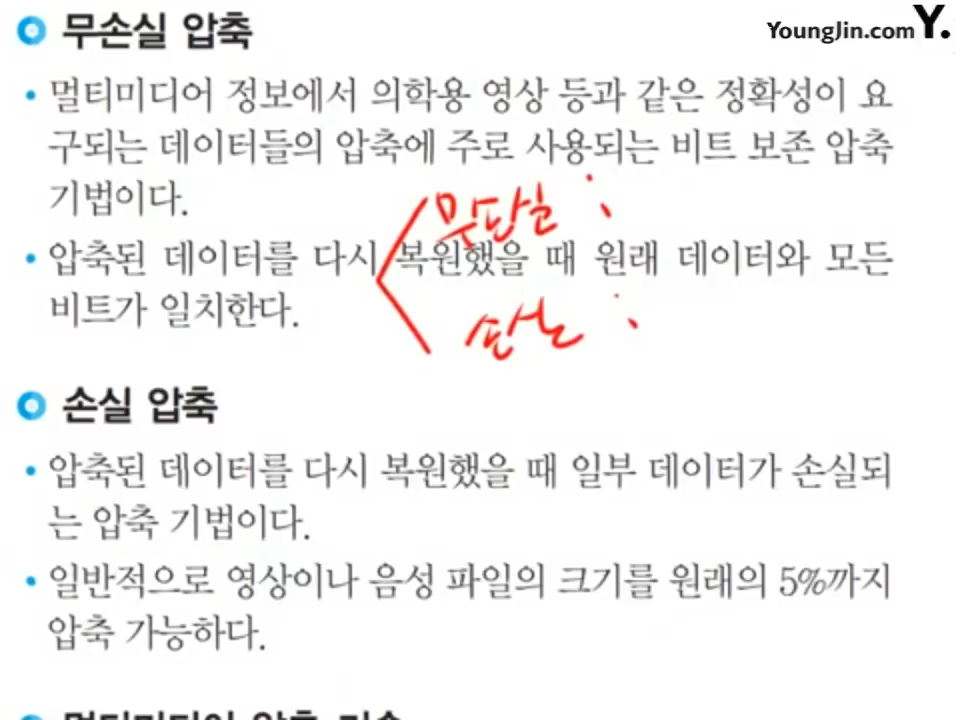 무손실 압축
YoungJin.com Y.
• 멀티미디어 정보에서 의학용 영상 등과 같은 정확성이 요
구되는 데이터들의 압축에 주로 사용되는 비트 보존 압축
기법이다.
• 압축된 데이터를 다시 복원했을 때 원래 데이터와 모든
비트가 일치한다.
손실 압축
• 압축된 데이터를 다시 복원했을 때 일부 데이터가 손실되
는 압축 기법이다.
• 일반적으로 영상이나 음성 파일의 크기를 원래의 5%까지
압축 가능하다.